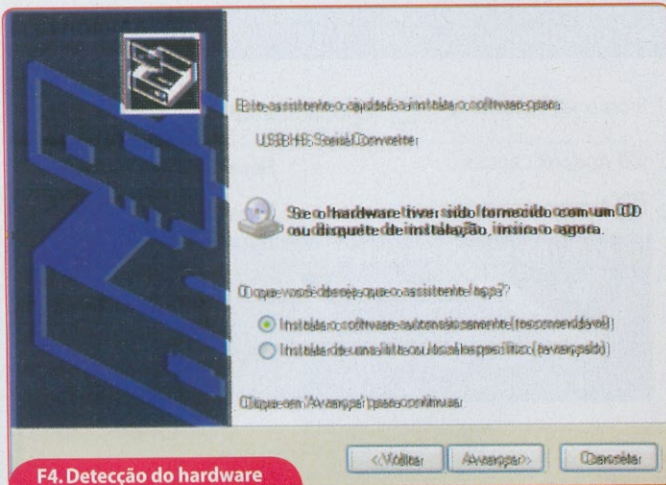 Este assistente o ajudará a instalar o software para:
USB HS Serial Converter
Se o hardware tiver sido fornecido com um CD
ou disquete de instalação, insira-o agora.
O que você deseja que o assistente faça?
Instalar o software automaticamente (recomendável)
Instalar de uma lista ou local específico (avançado)
Clique em 'Avançar' para continuar.
< Voltar
Avançar >
Cancelar
F4. Detecção do hardware